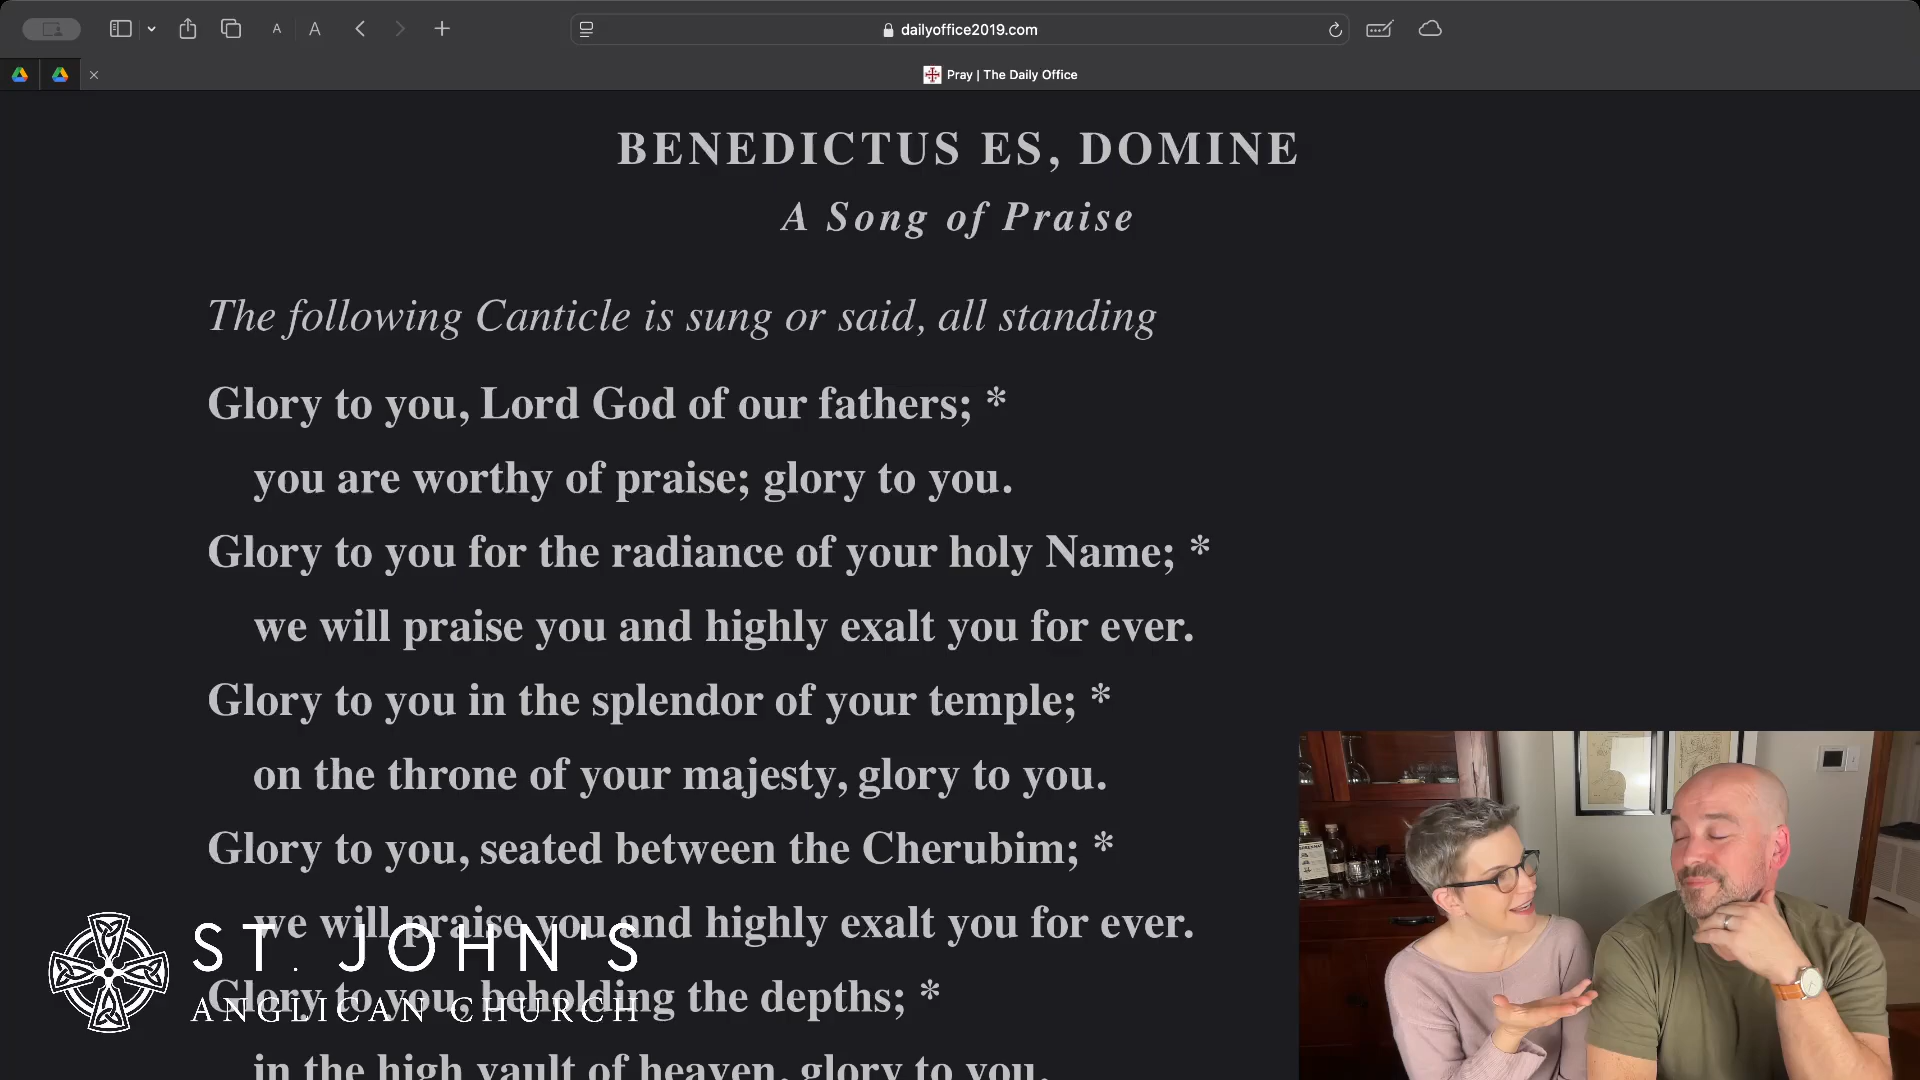 dailyoffice2019.com
Pray | The Daily Office
BENEDICTUS ES, DOMINE
A Song of Praise
The following Canticle is sung or said, all standing
Glory to you, Lord God of our fathers; *
you are worthy of praise; glory to you.
Glory to you for the radiance of your holy Name; *
we will praise you and highly exalt you for ever.
Glory to you in the splendor of your temple; *
on the throne of your majesty, glory to you.
Glory to you, seated between the Cherubim; *
we will praise you and highly exalt you for ever.
ST. JOHN'S
Glory to you, beholding the depths; *
ANGLICAN CHURCH
in the high vault of heaven, glory to you.